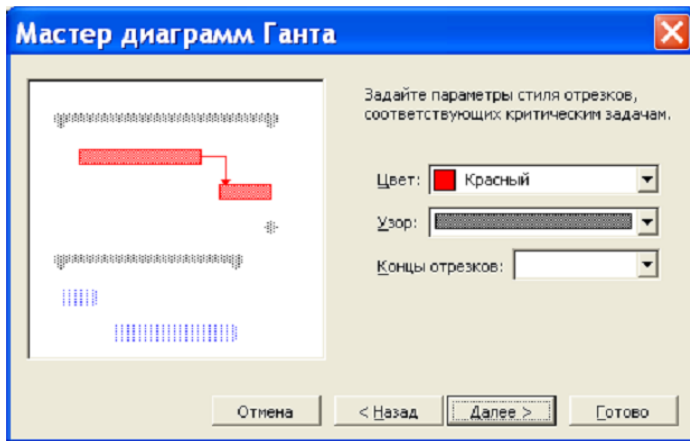 Мастер диаграмм Ганта
Задайте параметры стиля отрезков,
соответствующих критическим задачам.
Цвет: Красный
Узор:
Концы отрезков:
Отмена < Назад Далее > Готово